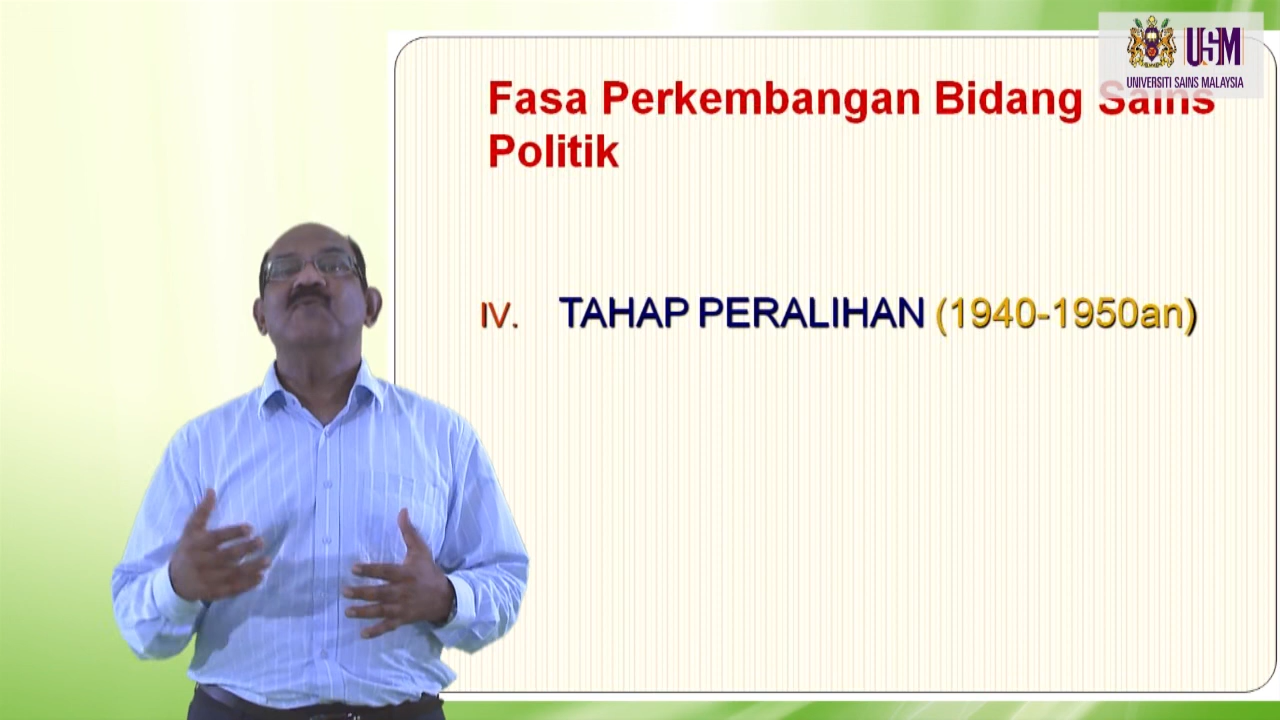 USM
UNIVERSITI SAINS MALAYSIA
Fasa Perkembangan Bidang Sains
Politik
IV. TAHAP PERALIHAN (1940-1950an)